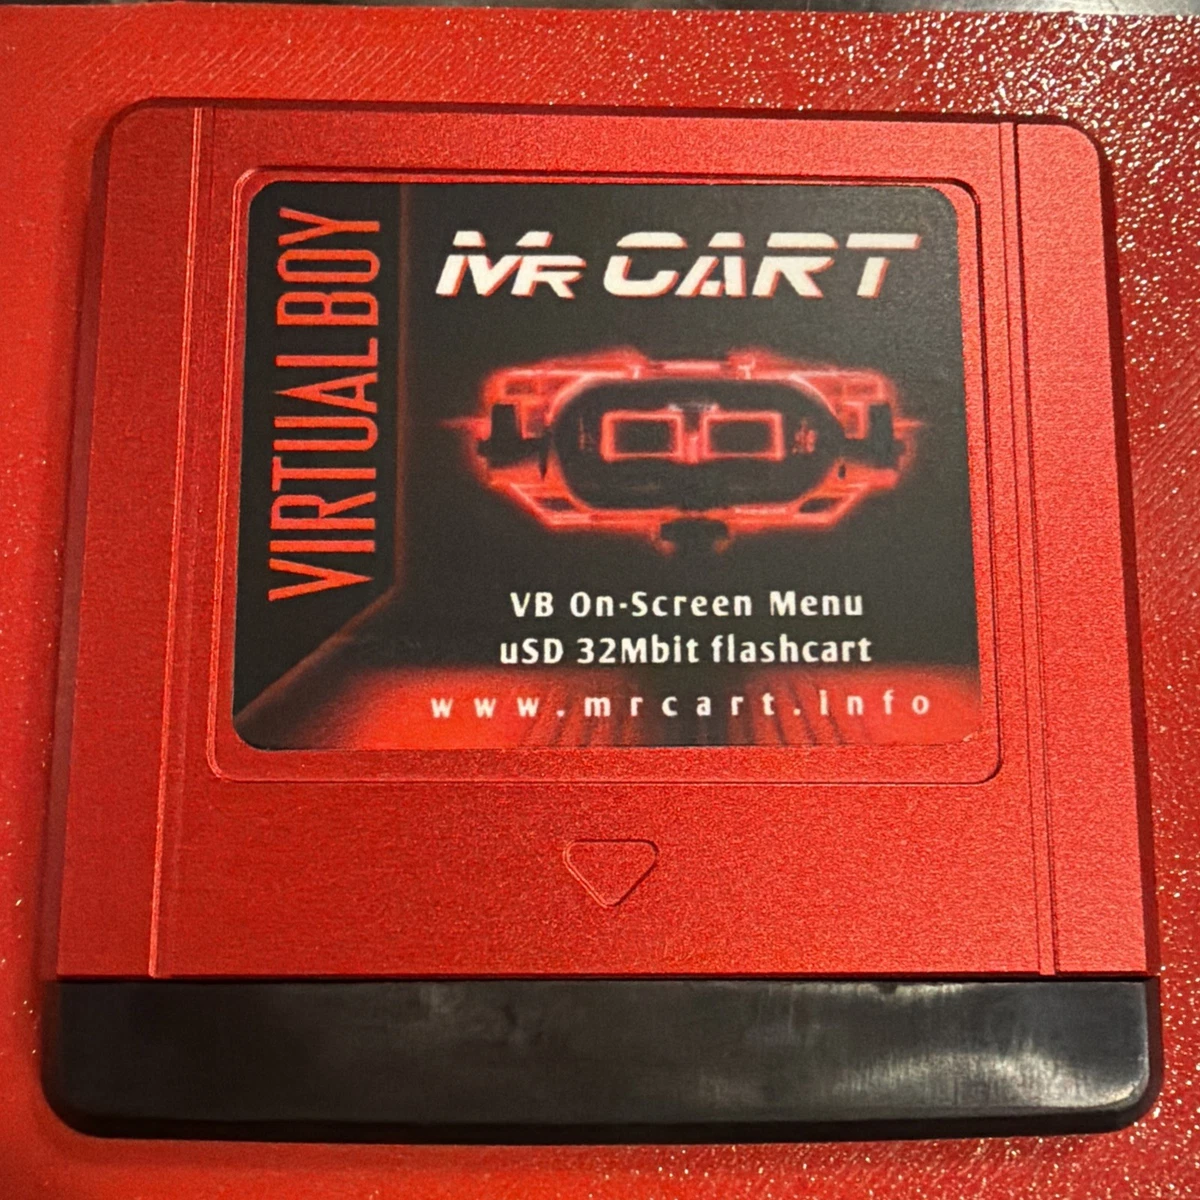 VIRTUAL BOY
MR CART
VB On-Screen Menu
uSD 32Mbit flashcart
www.mrcart.info